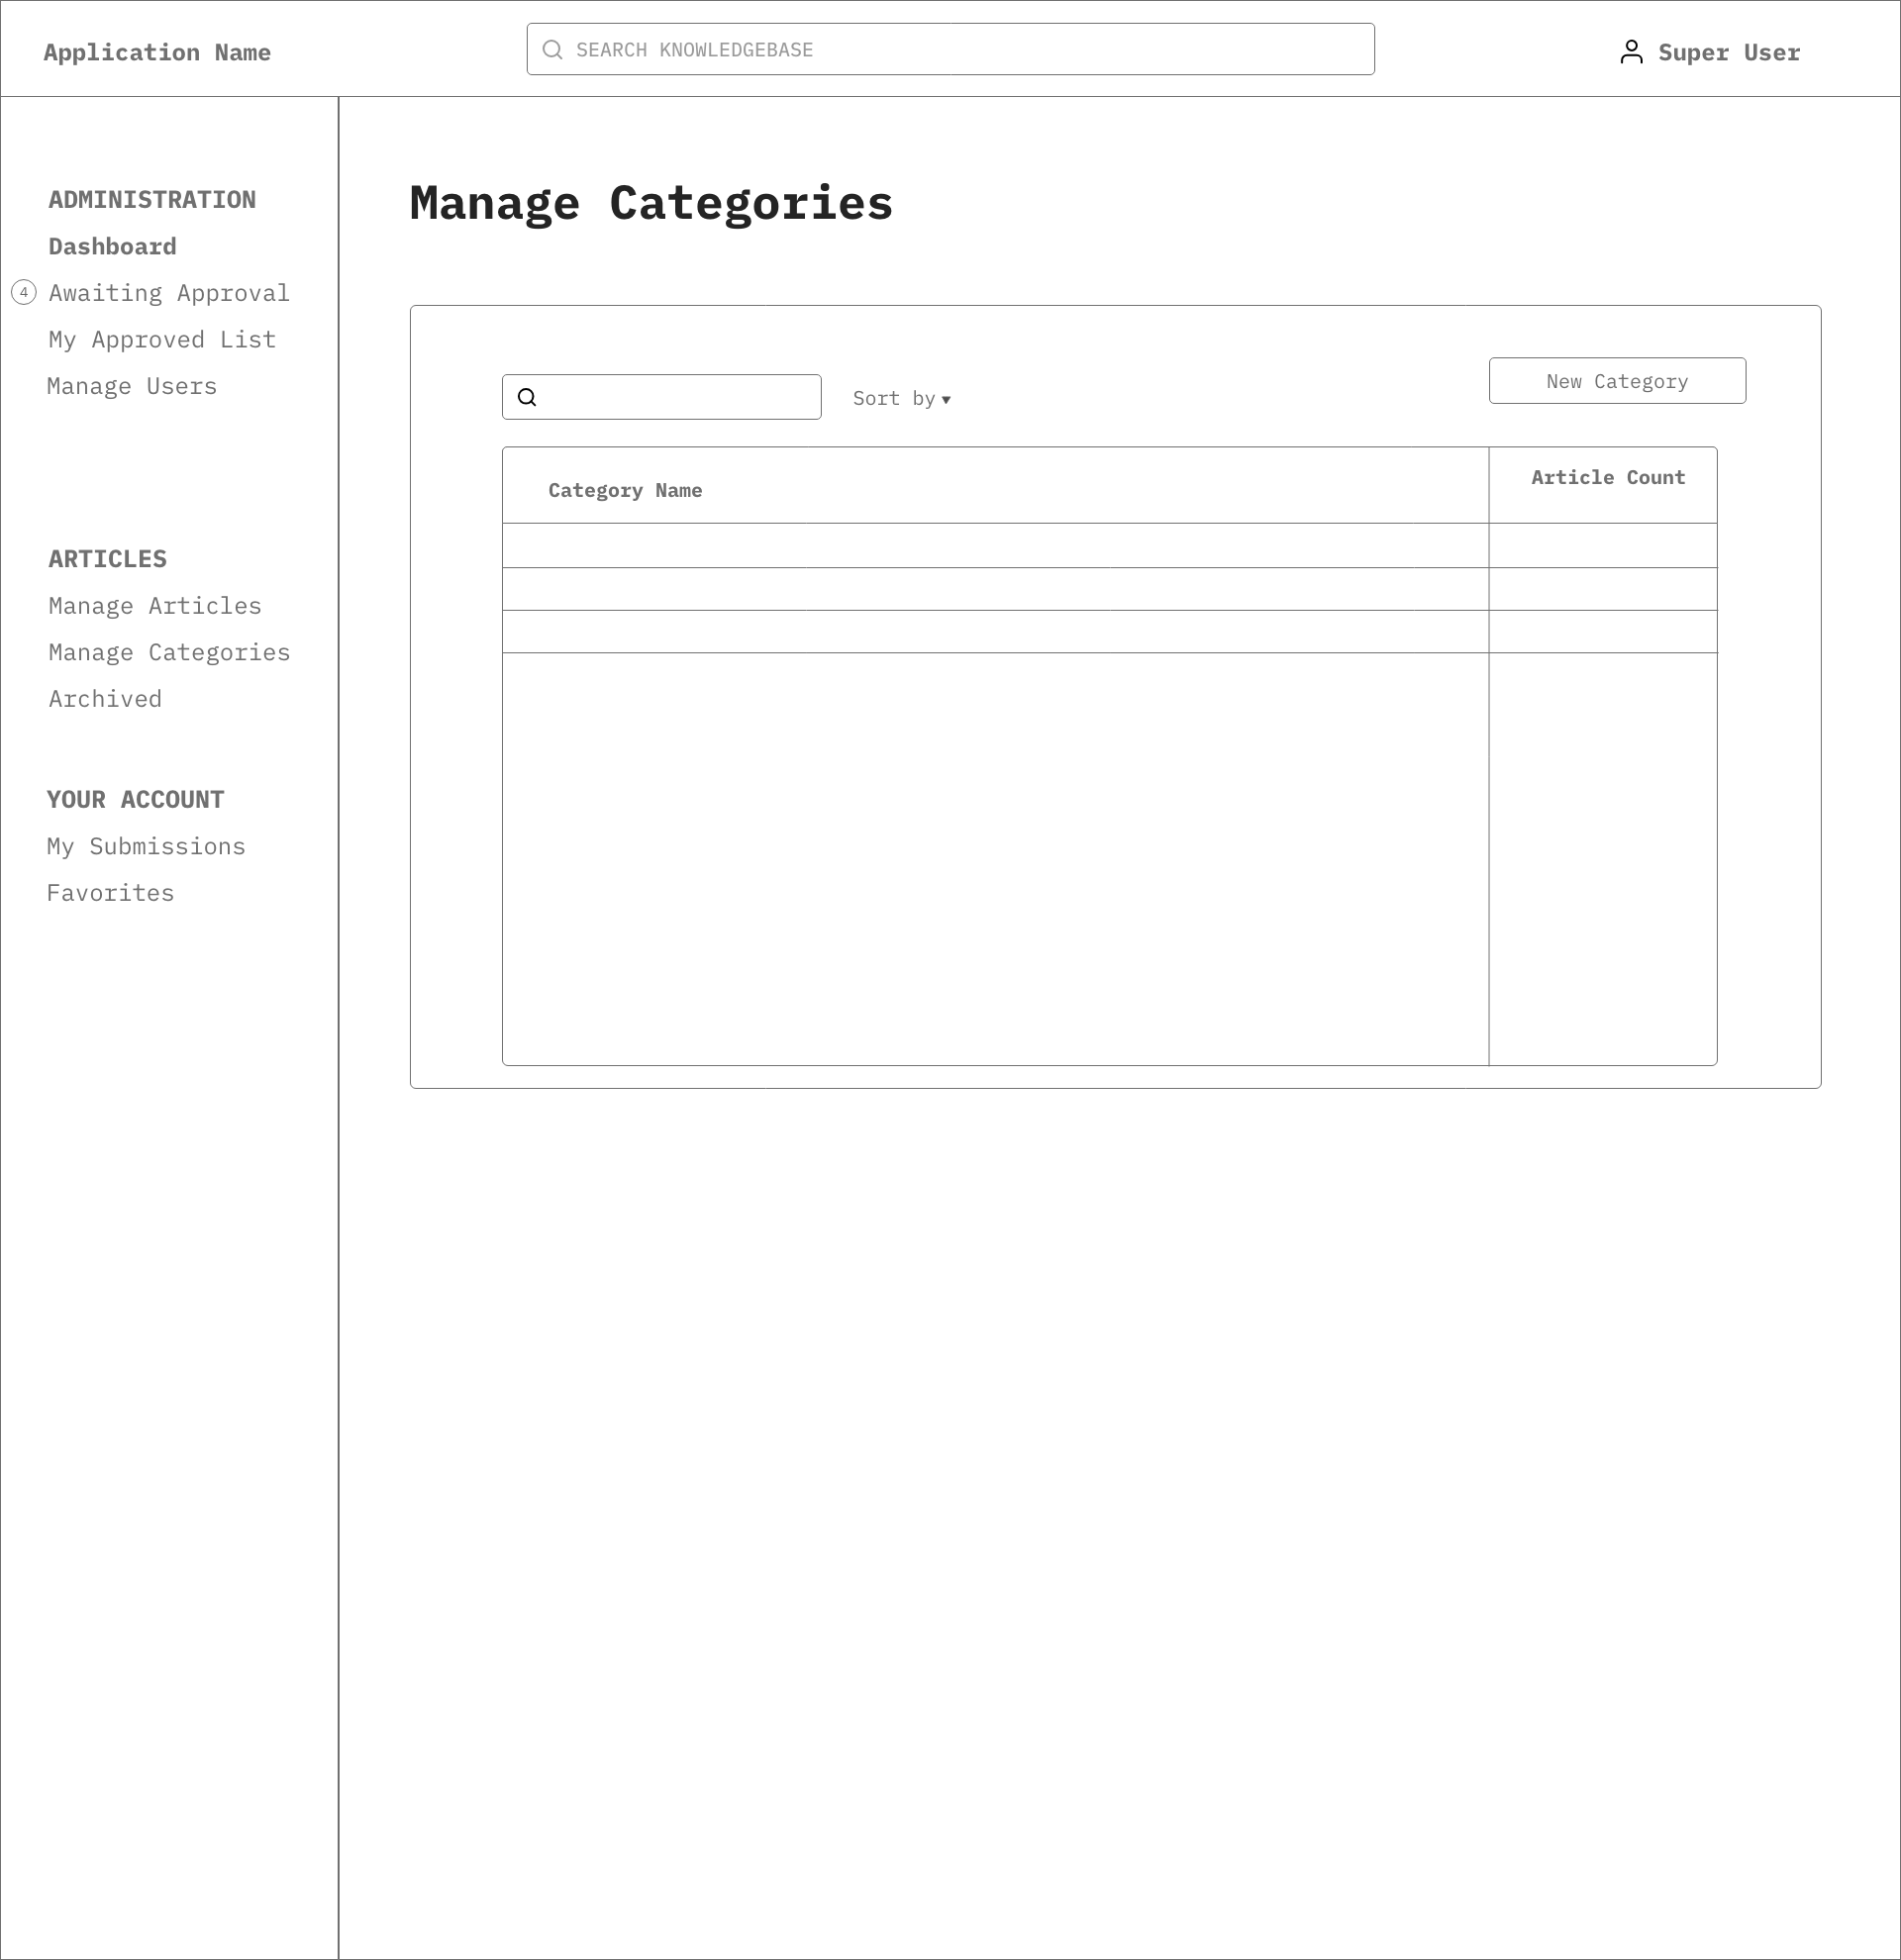 Application Name
SEARCH KNOWLEDGEBASE
Super User
ADMINISTRATION
Dashboard
4 Awaiting Approval
My Approved List
Manage Users
ARTICLES
Manage Articles
Manage Categories
Archived
YOUR ACCOUNT
My Submissions
Favorites
Manage Categories
Sort by
New Category
Category Name
Article Count